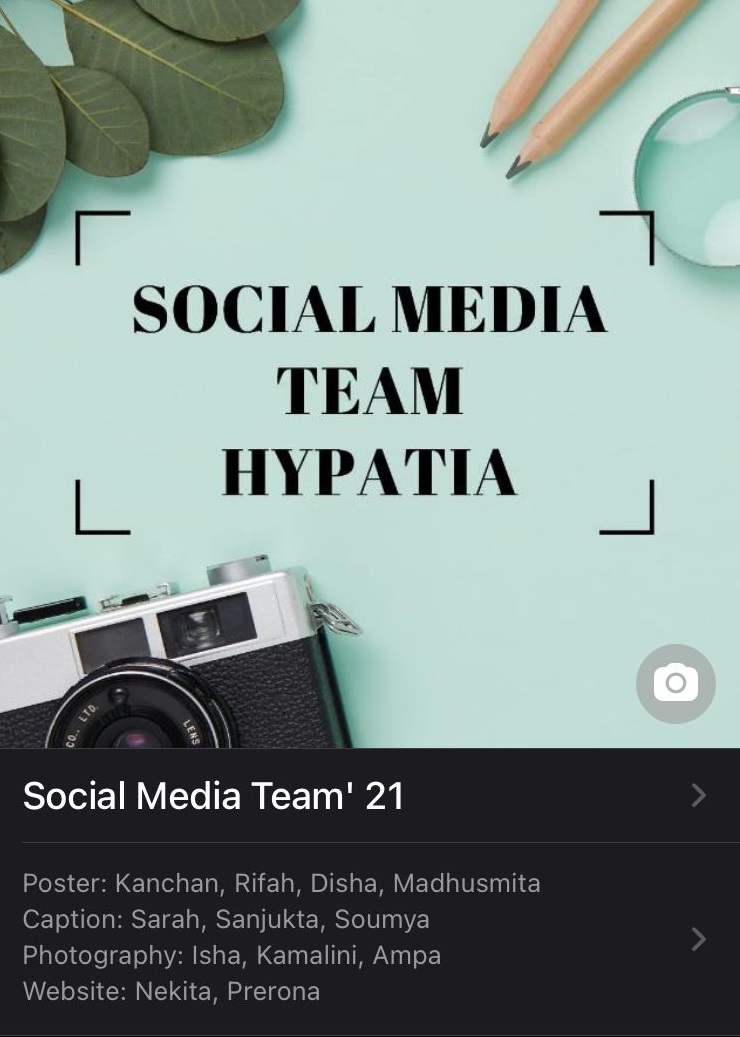 SOCIAL MEDIA
TEAM
HYPATIA
CO., LTD.
LENS
Social Media Team' 21
Poster: Kanchan, Rifah, Disha, Madhusmita
Caption: Sarah, Sanjukta, Soumya
Photography: Isha, Kamalini, Ampa
Website: Nekita, Prerona